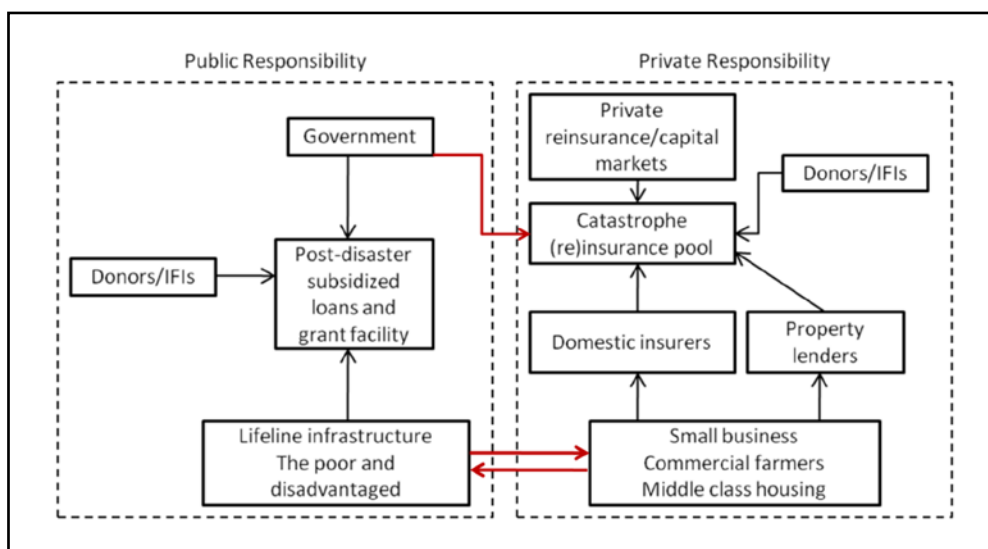 Public Responsibility
Private Responsibility
Government
Private
reinsurance/capital
markets
Donors/IFIs
Catastrophe
(re)insurance pool
Donors/IFIs
Post-disaster
subsidized
loans and
grant facility
Domestic insurers
Property
lenders
Lifeline infrastructure
The poor and
disadvantaged
Small business
Commercial farmers
Middle class housing